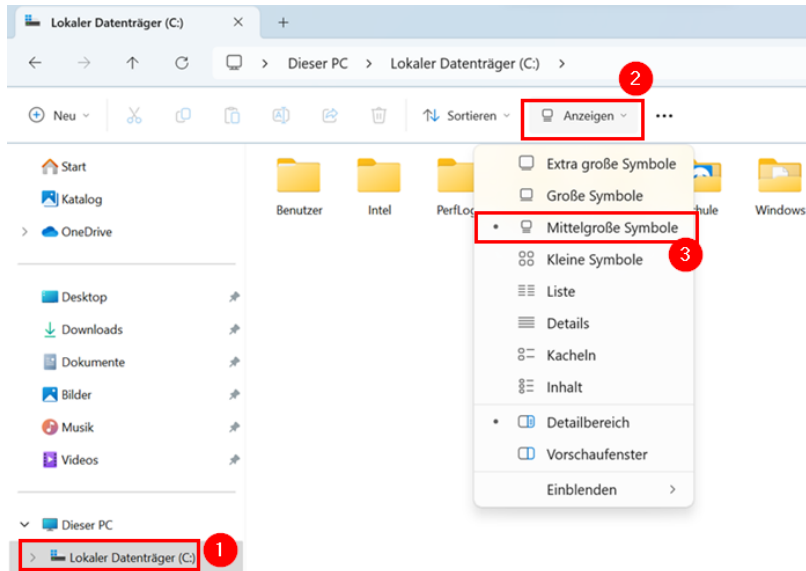 Lokaler Datenträger (C:)
Dieser PC > Lokaler Datenträger (C:) >
2
Neu
Sortieren
Anzeigen
Start
Katalog
OneDrive
Desktop
Downloads
Dokumente
Bilder
Musik
Videos
Dieser PC
Lokaler Datenträger (C:)
1
Benutzer
Intel
PerfLog
hule
Windows
Extra große Symbole
Große Symbole
Mittelgroße Symbole
3
Kleine Symbole
Liste
Details
Kacheln
Inhalt
Detailbereich
Vorschaufenster
Einblenden